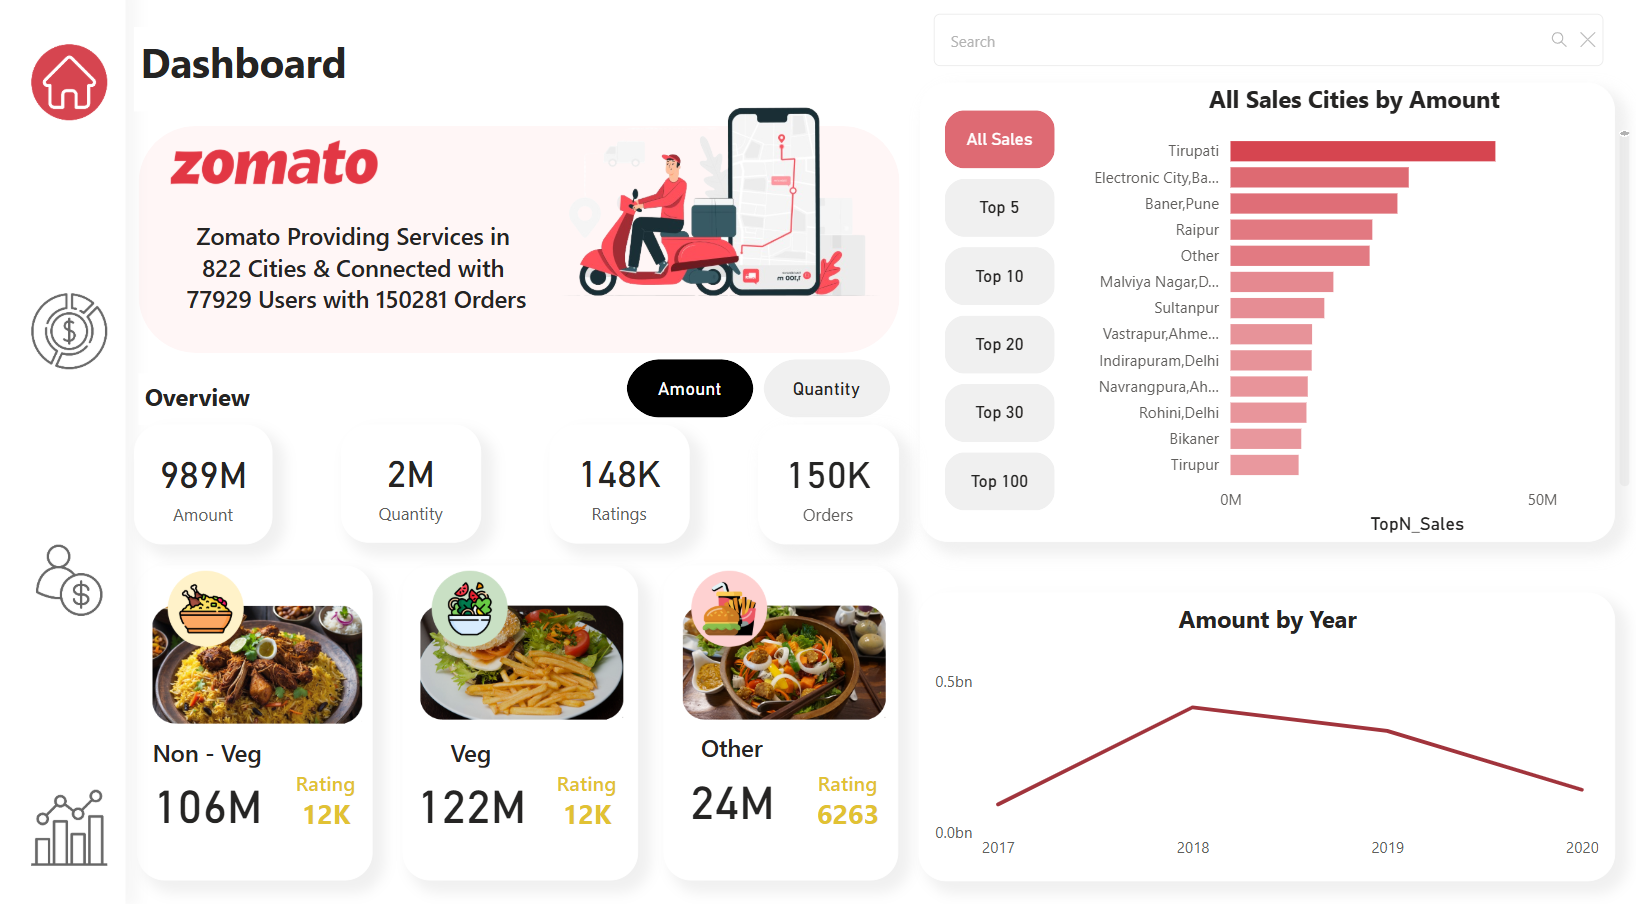 Dashboard
Search
zomato
Zomato Providing Services in
822 Cities & Connected with
77929 Users with 150281 Orders
Overview
Amount
Quantity
989M
Amount
2M
Quantity
148K
Ratings
150K
Orders
Non - Veg
106M
Rating
12K
Veg
122M
Rating
12K
Other
24M
Rating
6263
All Sales
Top 5
Top 10
Top 20
Top 30
Top 100
All Sales Cities by Amount
Tirupati
Electronic City,Ba...
Baner,Pune
Raipur
Other
Malviya Nagar,D...
Sultanpur
Vastrapur,Ahme...
Indirapuram,Delhi
Navrangpura,Ah...
Rohini,Delhi
Bikaner
Tirupur
0M 50M
TopN_Sales
Amount by Year
0.5bn
0.0bn
2017 2018 2019 2020